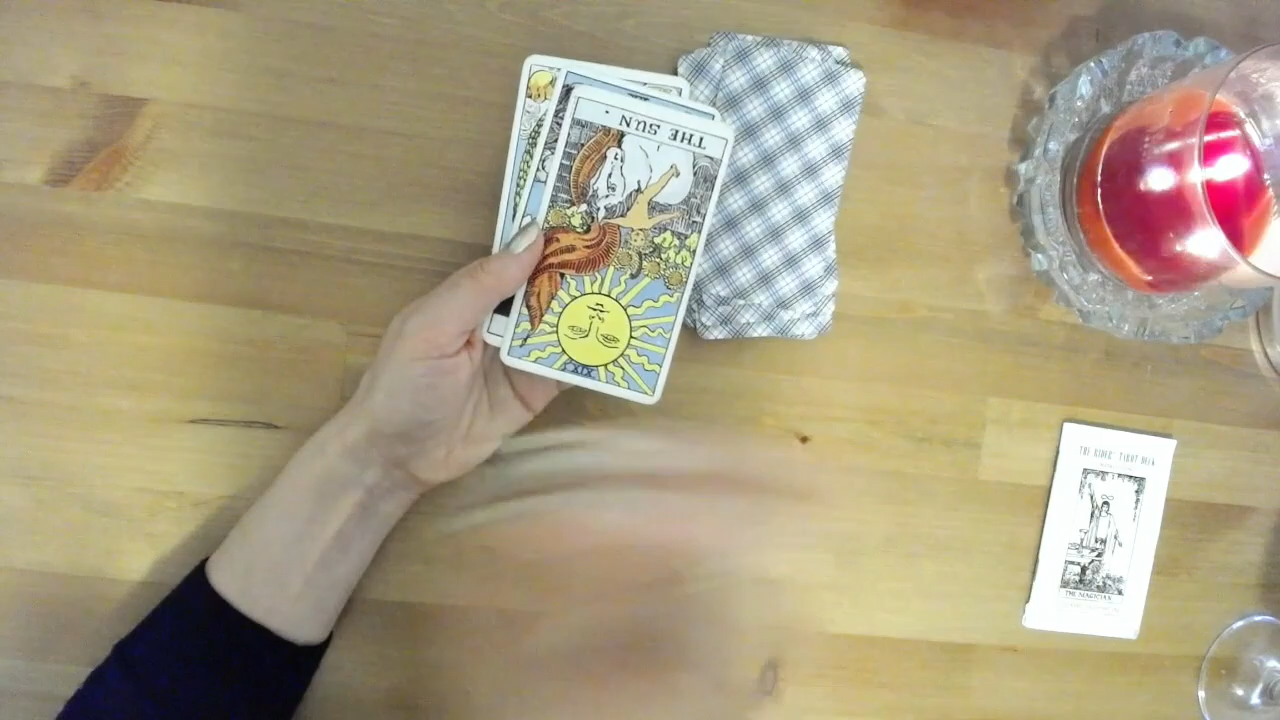 THE SUN.
XIX
THE RIDER TAROT DECK
THE MAGICIAN